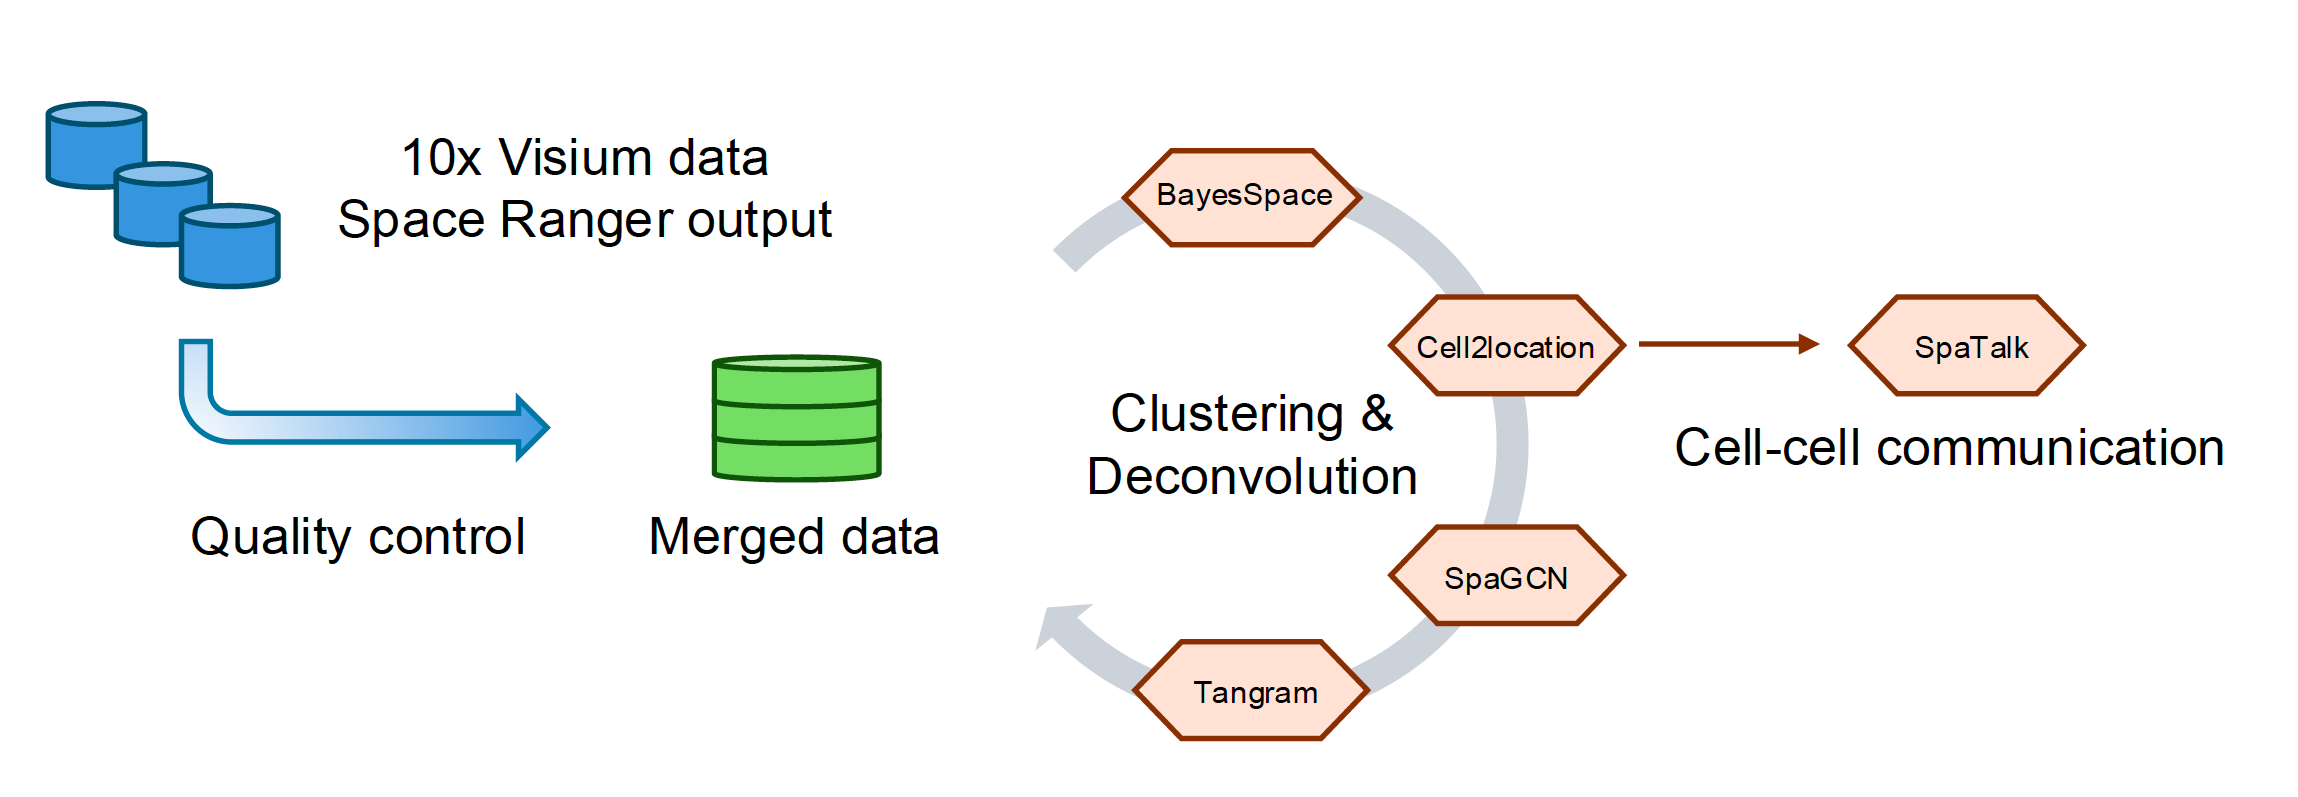 10x Visium data
Space Ranger output
Quality control
Merged data
BayesSpace
Cell2location
Clustering &
Deconvolution
SpaGCN
Tangram
SpaTalk
Cell-cell communication